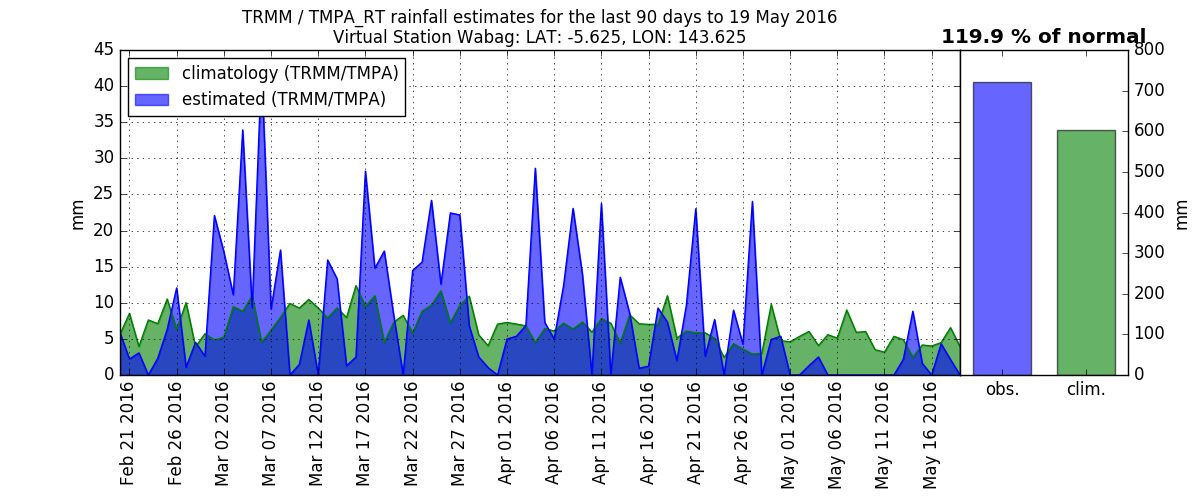 TRMM / TMPA_RT rainfall estimates for the last 90 days to 19 May 2016
Virtual Station Wabag: LAT: -5.625, LON: 143.625
119.9 % of normal
climatology (TRMM/TMPA)
estimated (TRMM/TMPA)
45
40
35
30
25
20
15
10
5
0
mm
Feb 21 2016
Feb 26 2016
Mar 02 2016
Mar 07 2016
Mar 12 2016
Mar 17 2016
Mar 22 2016
Mar 27 2016
Apr 01 2016
Apr 06 2016
Apr 11 2016
Apr 16 2016
Apr 21 2016
Apr 26 2016
May 01 2016
May 06 2016
May 11 2016
May 16 2016
obs.
clim.
800
700
600
500
400
300
200
100
0
mm